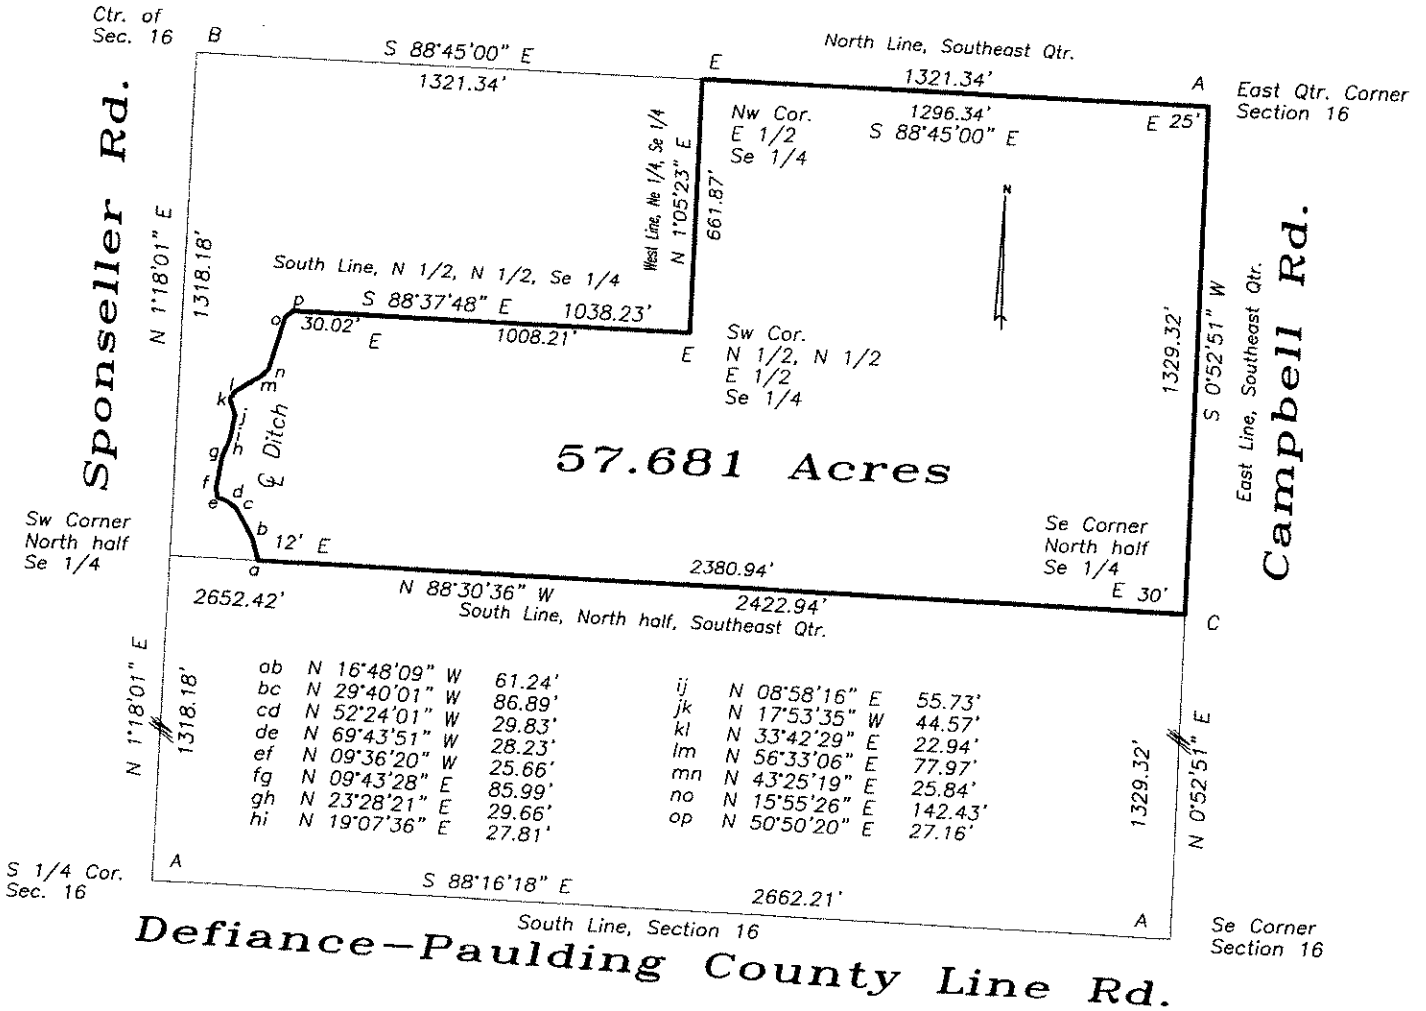 Ctr. of
Sec. 16
B
S 88°45'00" E
1321.34'
E
North Line, Southeast Qtr.
1321.34'
1296.34'
S 88°45'00" E
A
E 25'
East Qtr. Corner
Section 16
Nw Cor.
E 1/2
Se 1/4
N
Sponseller Rd.
N 1°18'01" E
1318.18'
West Line, Ne 1/4, Se 1/4
N 1°05'23" E
661.87'
South Line, N 1/2, N 1/2, Se 1/4
S 88°37'48" E
1038.23'
p
o
30.02'
E
1008.21'
E
Sw Cor.
N 1/2, N 1/2
E 1/2
Se 1/4
1329.32'
S 0°52'51" W
East Line, Southeast Qtr.
Campbell Rd.
n
m
l
k
j
i
h
g
f
e
d
c
b
a
℄ Ditch
57.681 Acres
Sw Corner
North half
Se 1/4
12' E
2380.94'
Se Corner
North half
Se 1/4
E 30'
2652.42'
N 88°30'36" W
2422.94'
South Line, North half, Southeast Qtr.
C
N 1°18'01" E
1318.18'
ab N 16°48'09" W 61.24'
bc N 29°40'01" W 86.89'
cd N 52°24'01" W 29.83'
de N 69°43'51" W 28.23'
ef N 09°36'20" W 25.66'
fg N 09°43'28" E 85.99'
gh N 23°28'21" E 29.66'
hi N 19°07'36" E 27.81'
ij N 08°58'16" E 55.73'
jk N 17°53'35" W 44.57'
kl N 33°42'29" E 22.94'
lm N 56°33'06" E 77.97'
mn N 43°25'19" E 25.84'
no N 15°55'26" E 142.43'
op N 50°50'20" E 27.16'
1329.32'
N 0°52'51" E
S 1/4 Cor.
Sec. 16
A
S 88°16'18" E
2662.21'
A
South Line, Section 16
Se Corner
Section 16
Defiance-Paulding County Line Rd.